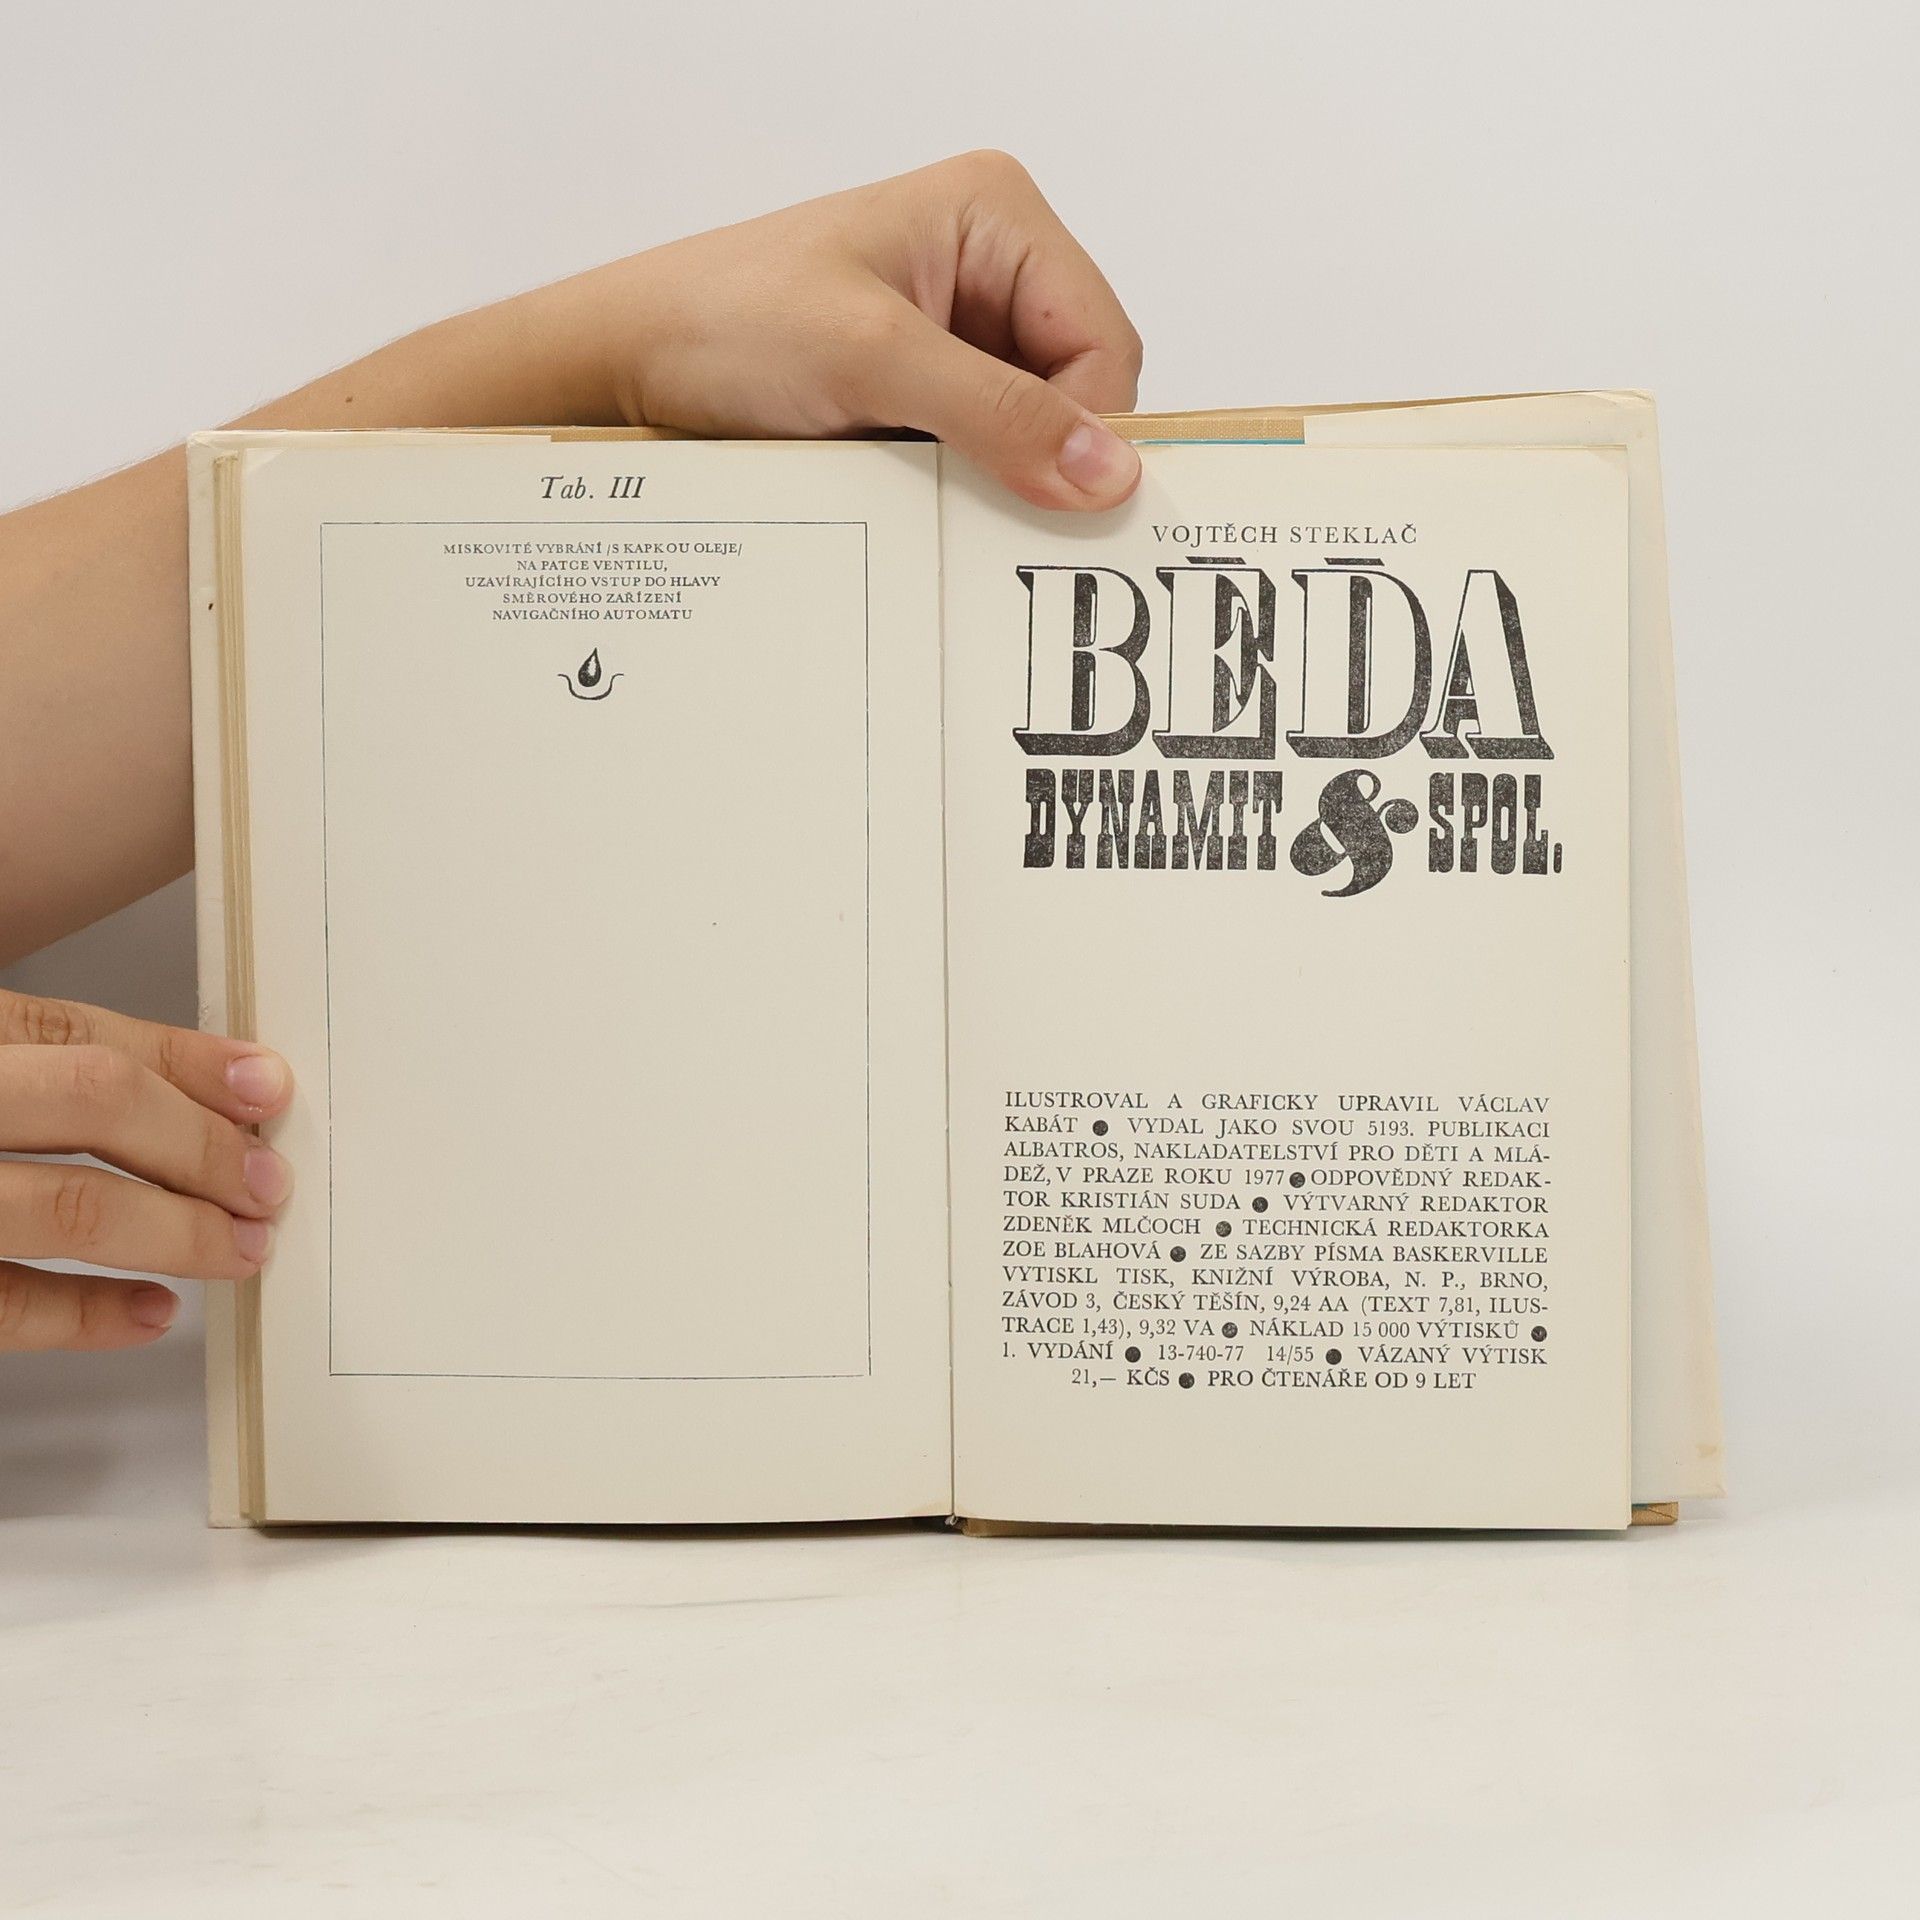 Tab. III
MISKOVITÉ VYBRÁNÍ /S KAPKOU OLEJE/
NA PATCE VENTILU,
UZAVÍRAJÍCÍHO VSTUP DO HLAVY
SMĚROVÉHO ZAŘÍZENÍ
NAVIGAČNÍHO AUTOMATU
VOJTĚCH STEKLAČ
BĒĎA
DYNAMIT & SPOL.
ILUSTROVAL A GRAFICKY UPRAVIL VÁCLAV
KABÁT ● VYDAL JAKO SVOU 5193. PUBLIKACI
ALBATROS, NAKLADATELSTVÍ PRO DĚTI A MLÁ-
DEŽ, V PRAZE ROKU 1977 ● ODPOVĚDNÝ REDAK-
TOR KRISTIÁN SUDA ● VÝTVARNÝ REDAKTOR
ZDENĚK MLČOCH ● TECHNICKÁ REDAKTORKA
ZOE BLAHOVÁ ● ZE SAZBY PÍSMA BASKERVILLE
VYTISKL TISK, KNIŽNÍ VÝROBA, N. P., BRNO,
ZÁVOD 3, ČESKÝ TĚŠÍN, 9,24 AA (TEXT 7,81, ILUS-
TRACE 1,43), 9,32 VA ● NÁKLAD 15 000 VÝTISKŮ ●
1. VYDÁNÍ ● 13-740-77 14/55 ● VÁZANÝ VÝTISK
21,— KČS ● PRO ČTENÁŘE OD 9 LET